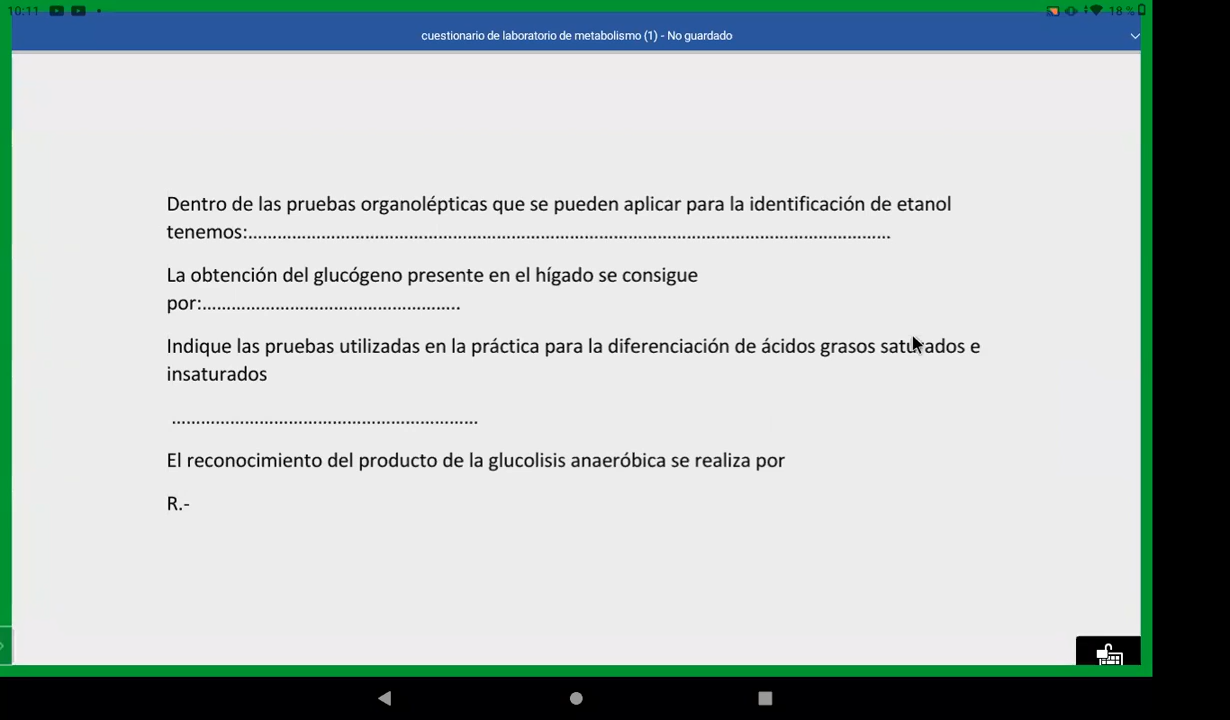 10:11
18 %
cuestionario de laboratorio de metabolismo (1) - No guardado
Dentro de las pruebas organolépticas que se pueden aplicar para la identificación de etanol
tenemos:...............................................................................................................
La obtención del glucógeno presente en el hígado se consigue
por:.....................................................
Indique las pruebas utilizadas en la práctica para la diferenciación de ácidos grasos saturados e
insaturados
...............................................................
El reconocimiento del producto de la glucolisis anaeróbica se realiza por
R.-